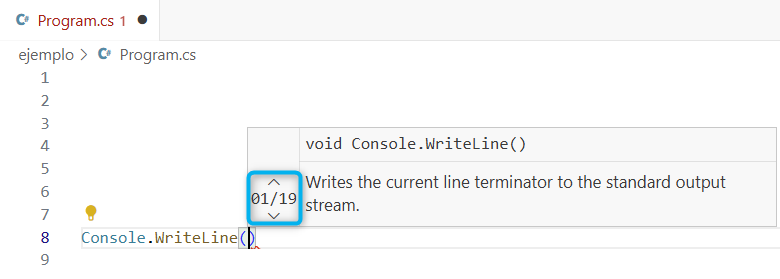 C# Program.cs 1 ●
ejemplo > C# Program.cs
1
2
3
void Console.WriteLine()
4
5
Writes the current line terminator to the standard output
01/19
6
stream.
7
8 Console.WriteLine()
9